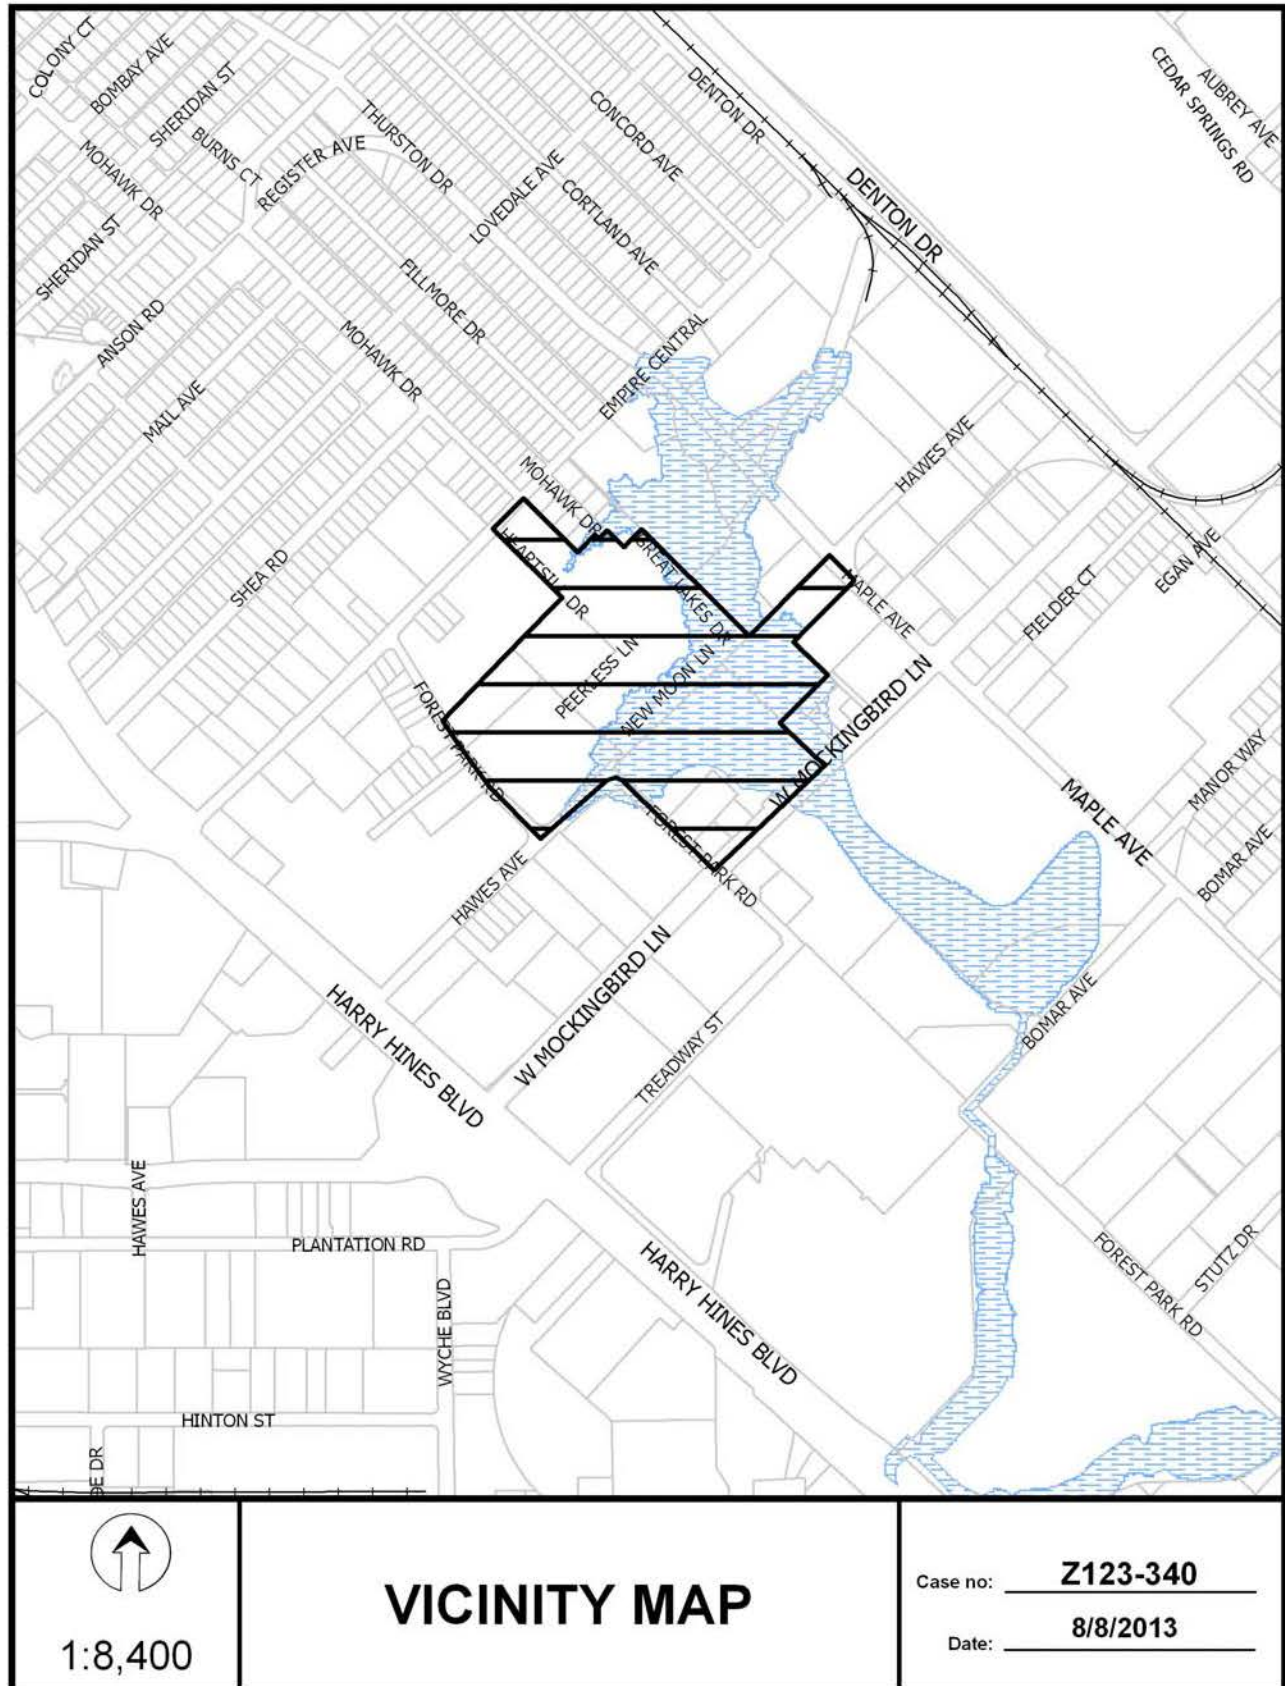 COLONY CT
BOMBAY AVE
SHERIDAN ST
BURNS CT
REGISTER AVE
THURSTON DR
LOVEDALE AVE
CONCORD AVE
CORTLAND AVE
DENTON DR
DENTON DR
CEDAR SPRINGS RD
AUBREY AVE
MOHAWK DR
SHERIDAN ST
ANSON RD
MAIL AVE
FILLMORE DR
MOHAWK DR
EMPIRE CENTRAL
HAWES AVE
MOHAWK DR
SHEA RD
HEARTSILL DR
GREAT LAKES DR
MAPLE AVE
FIELDER CT
EGAN AVE
PEERLESS LN
NEW MOON LN
FOREST PARK RD
W MOCKINGBIRD LN
MANOR WAY
MAPLE AVE
BOMAR AVE
FOREST PARK RD
HAWES AVE
W MOCKINGBIRD LN
HARRY HINES BLVD
TREADWAY ST
BOMAR AVE
HAWES AVE
PLANTATION RD
WYCHE BLVD
HARRY HINES BLVD
FOREST PARK RD
STUTZ DR
HINTON ST
DE DR
1:8,400
VICINITY MAP
Case no: Z123-340
Date: 8/8/2013